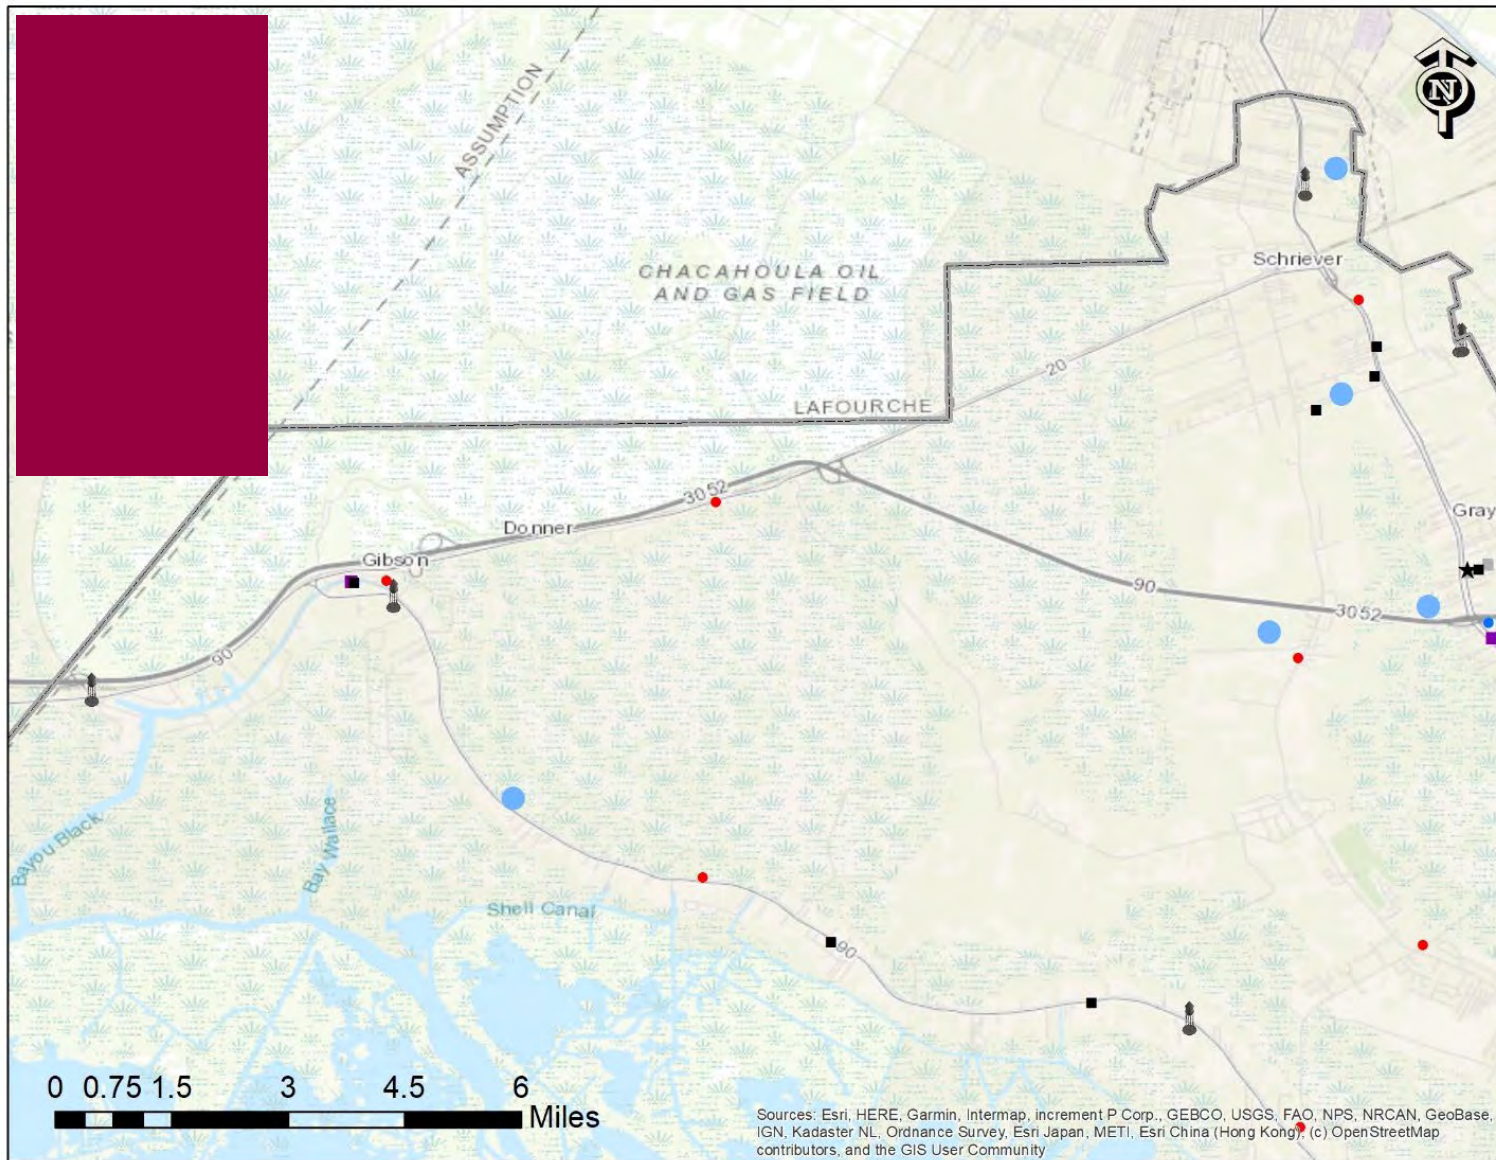 N
ASSUMPTION
Schriever
CHACAHOULA OIL
AND GAS FIELD
20
LAFOURCHE
3052
Gray
Donner
Gibson
90
3052
90
Bayou Black
Bay Wallace
Shell Canal
90
0 0.75 1.5 3 4.5 6
Miles
Sources: Esri, HERE, Garmin, Intermap, increment P Corp., GEBCO, USGS, FAO, NPS, NRCAN, GeoBase,
IGN, Kadaster NL, Ordnance Survey, Esri Japan, METI, Esri China (Hong Kong), (c) OpenStreetMap
contributors, and the GIS User Community